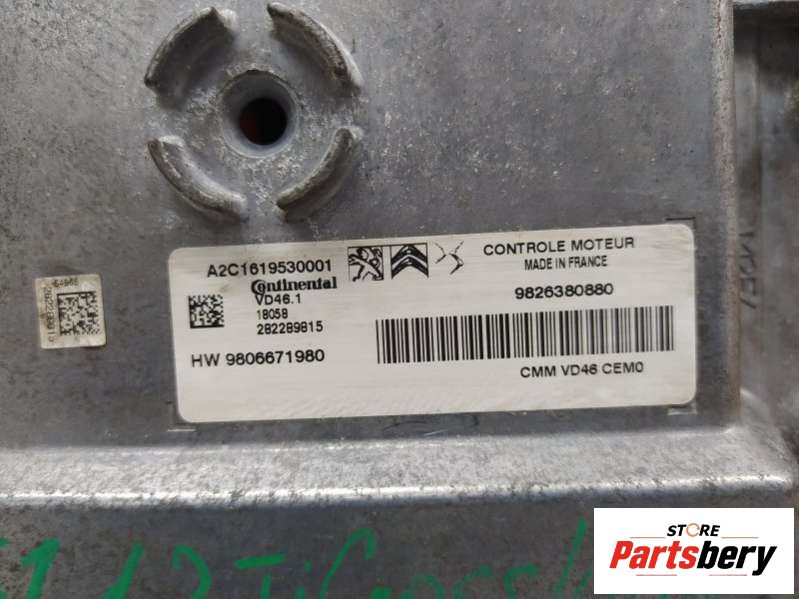 A2C1619530001
Continental
VD46.1
18058
282289815
HW 9806671980
CONTROLE MOTEUR
MADE IN FRANCE
9826380880
CMM VD46 CEM0
STORE
Partsbery